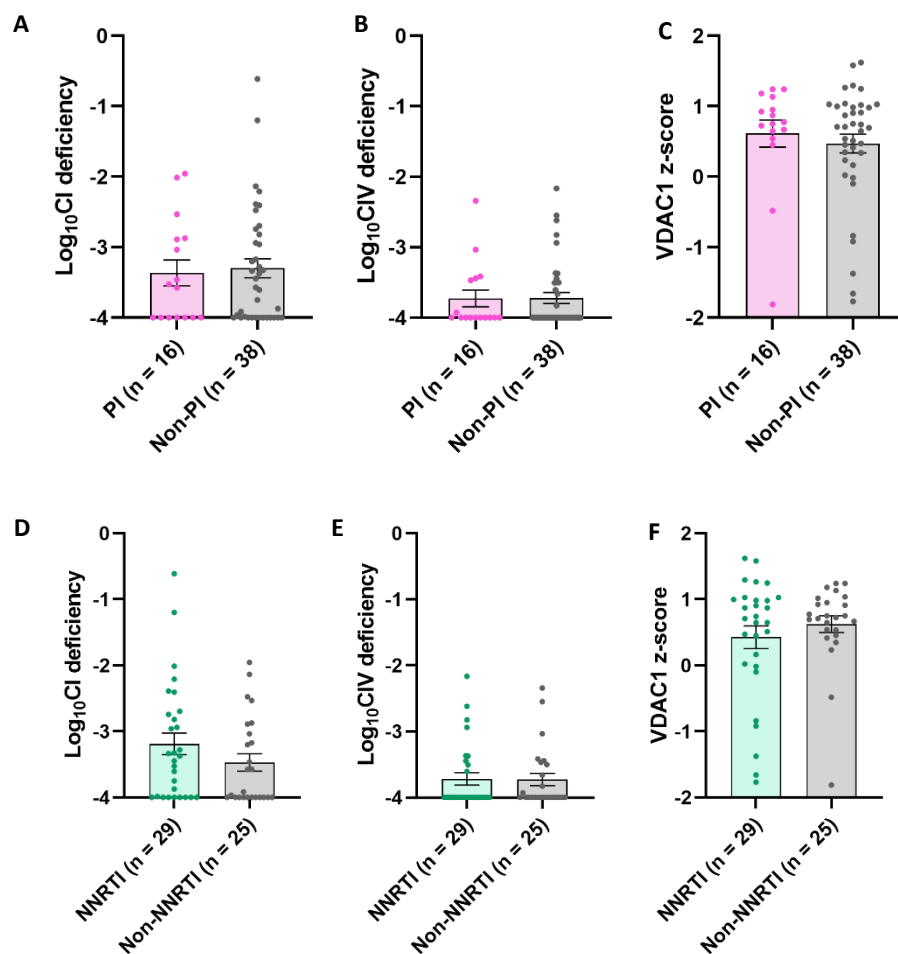 A
Log₁₀CI deficiency
0
-1
-2
-3
-4
PI (n = 16)
Non-PI (n = 38)
B
Log₁₀CIV deficiency
0
-1
-2
-3
-4
PI (n = 16)
Non-PI (n = 38)
C
VDAC1 z-score
2
1
0
-1
-2
PI (n = 16)
Non-PI (n = 38)
D
Log₁₀CI deficiency
0
-1
-2
-3
-4
NNRTI (n = 29)
Non-NNRTI (n = 25)
E
Log₁₀CIV deficiency
0
-1
-2
-3
-4
NNRTI (n = 29)
Non-NNRTI (n = 25)
F
VDAC1 z-score
2
1
0
-1
-2
NNRTI (n = 29)
Non-NNRTI (n = 25)